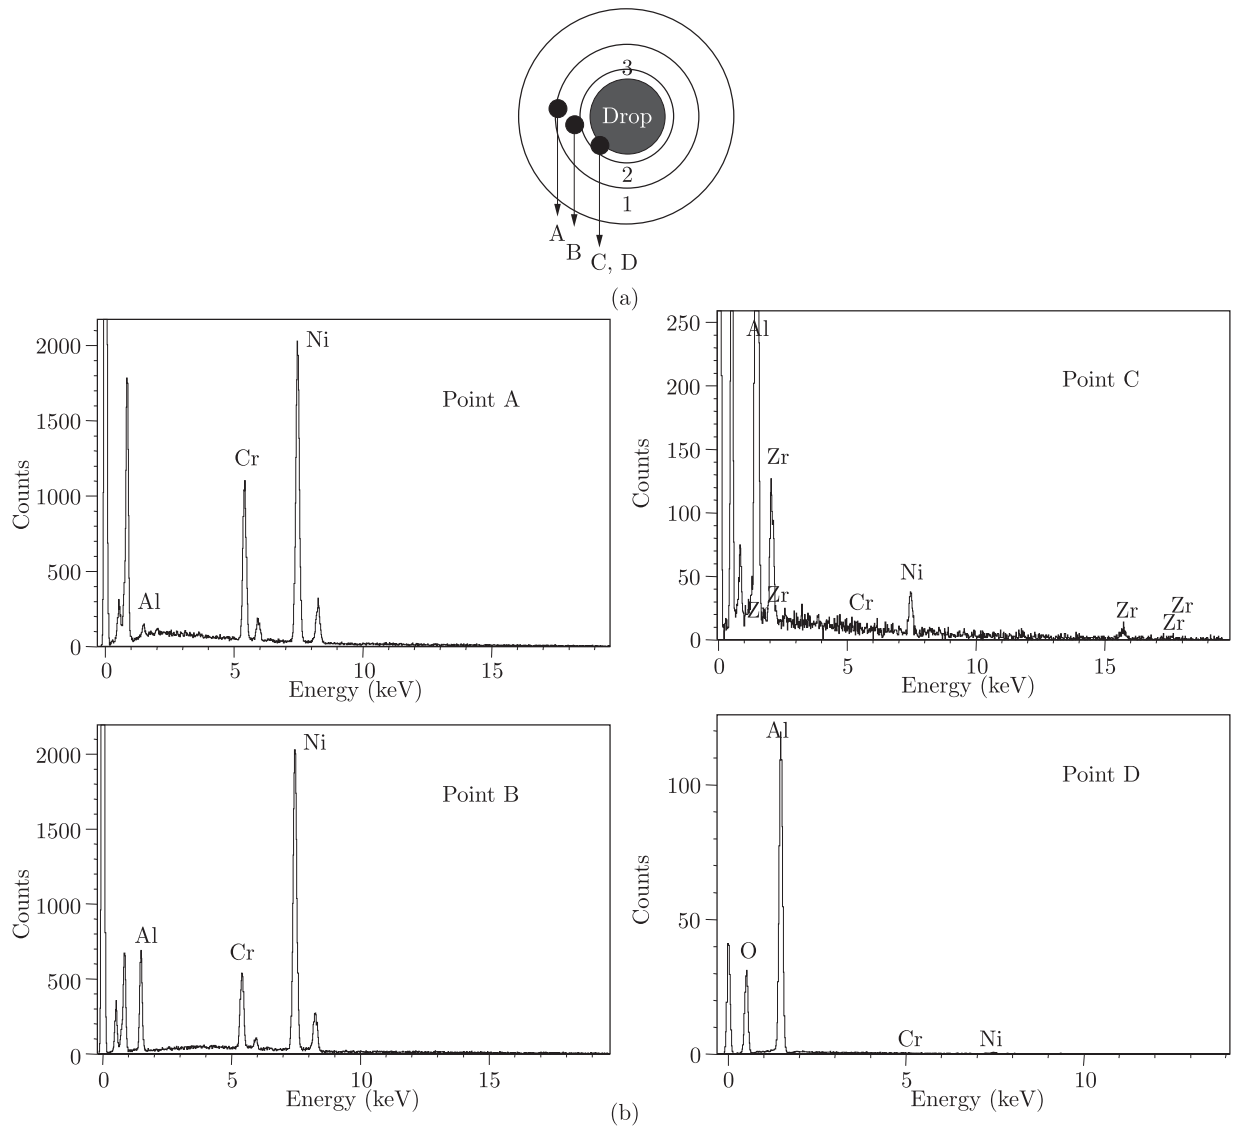 3
Drop
2
1
A
B
C, D
(a)
Ni
Point A
Cr
Al
2000
1500
1000
500
0
Counts
0 5 10 15
Energy (keV)
Al
Point C
Zr
Ni
Z Zr
Cr
Zr
Zr
Zr
250
200
150
100
50
0
Counts
0 5 10 15
Energy (keV)
Ni
Point B
Al
Cr
2000
1500
1000
500
0
Counts
0 5 10 15
Energy (keV)
Al
Point D
O
Cr
Ni
100
50
0
Counts
0 5 10
Energy (keV)
(b)